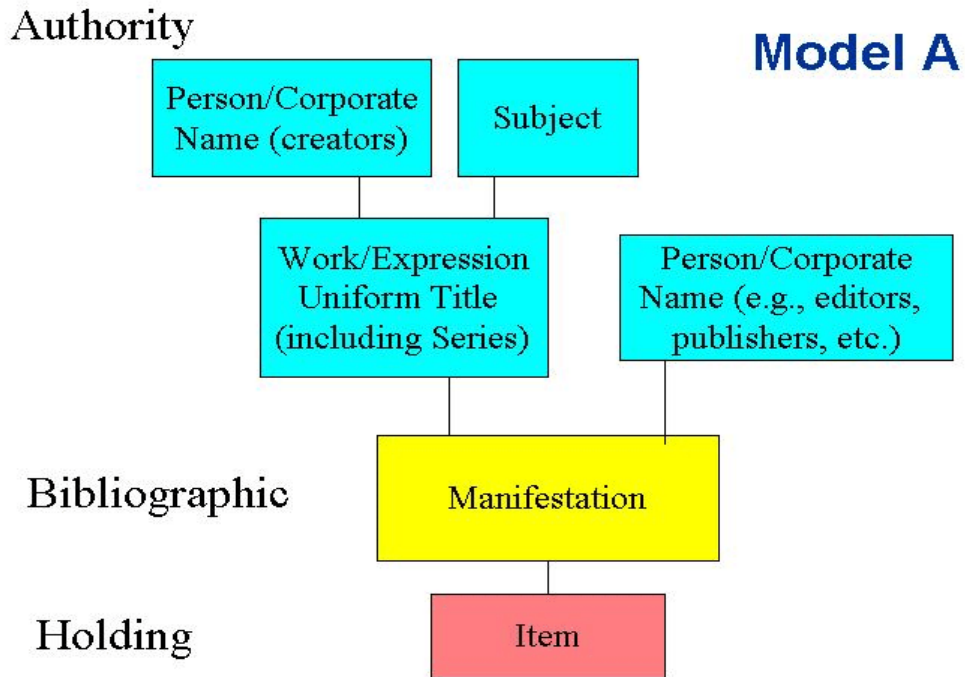 Authority
Model A
Person/Corporate
Name (creators)
Subject
Work/Expression
Uniform Title
(including Series)
Person/Corporate
Name (e.g., editors,
publishers, etc.)
Bibliographic
Manifestation
Holding
Item